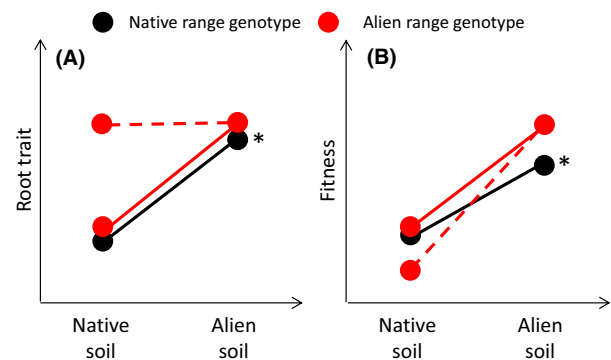 Native range genotype Alien range genotype
(A)
Root trait
*
Native soil
Alien soil
(B)
Fitness
*
Native soil
Alien soil